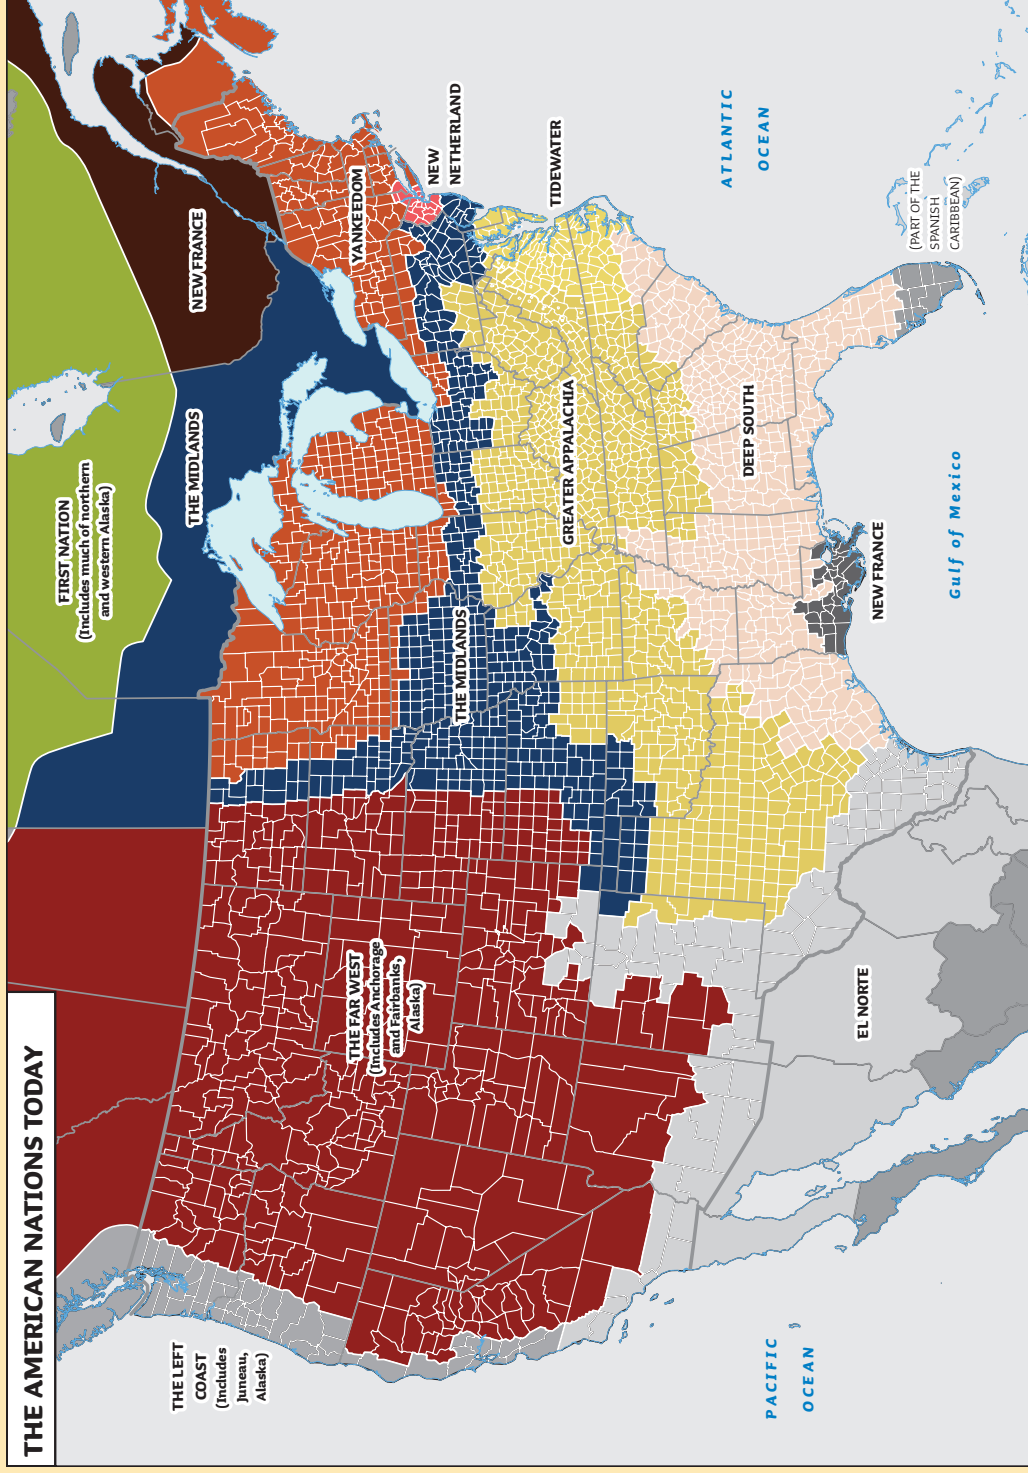 THE AMERICAN NATIONS TODAY
THE LEFT
COAST
(Includes
Juneau,
Alaska)
THE FAR WEST
(Includes Anchorage
and Fairbanks,
Alaska)
FIRST NATION
(Includes much of northern
and western Alaska)
THE MIDLANDS
NEW FRANCE
YANKEEDOM
NEW
NETHERLAND
THE MIDLANDS
TIDEWATER
GREATER APPALACHIA
DEEP SOUTH
NEW FRANCE
EL NORTE
(PART OF THE
SPANISH
CARIBBEAN)
ATLANTIC
OCEAN
Gulf of Mexico
PACIFIC
OCEAN